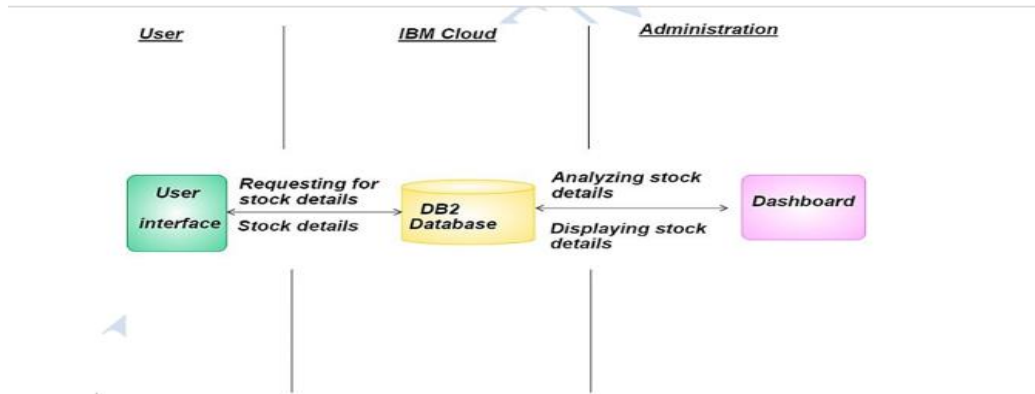 User
IBM Cloud
Administration
User
interface
Requesting for
stock details
Stock details
DB2
Database
Analyzing stock
details
Displaying stock
details
Dashboard